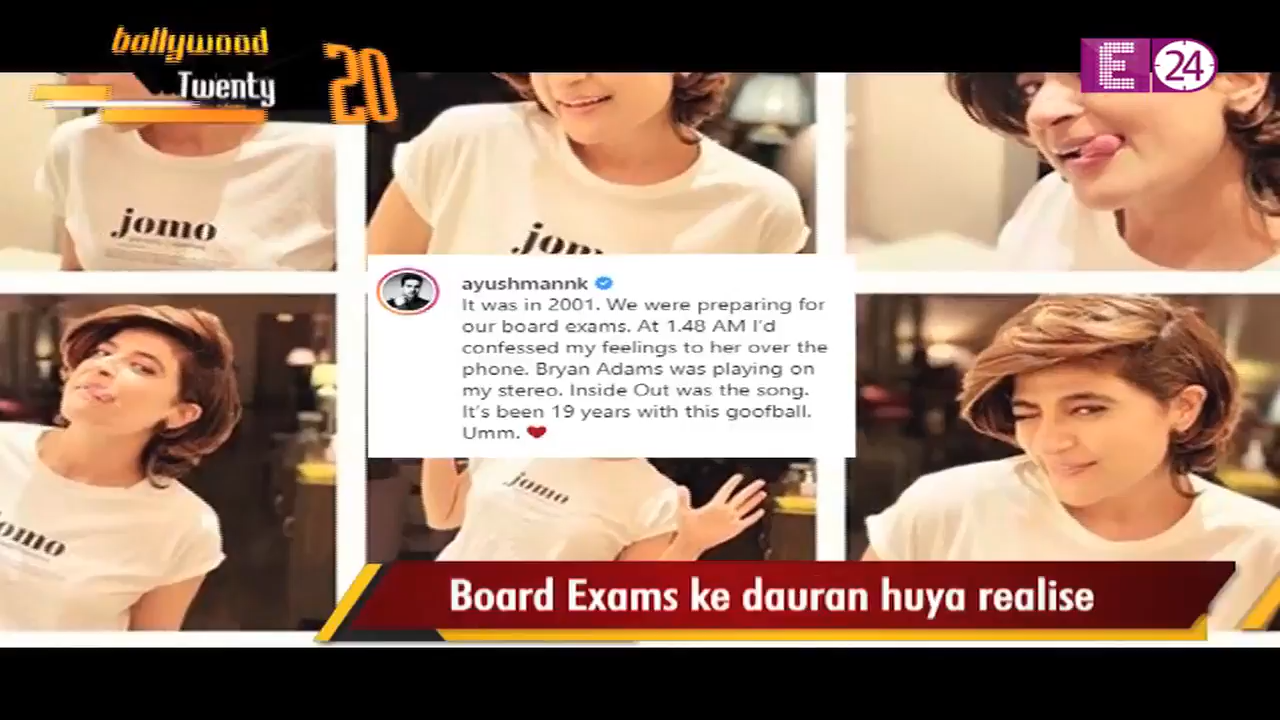 bollywood
Twenty
20
E 24
jomo
jom
ayushmannk
It was in 2001. We were preparing for
our board exams. At 1.48 AM I'd
confessed my feelings to her over the
phone. Bryan Adams was playing on
my stereo. Inside Out was the song.
It's been 19 years with this goofball.
Umm. ❤
jomo
omo
Board Exams ke dauran huya realise